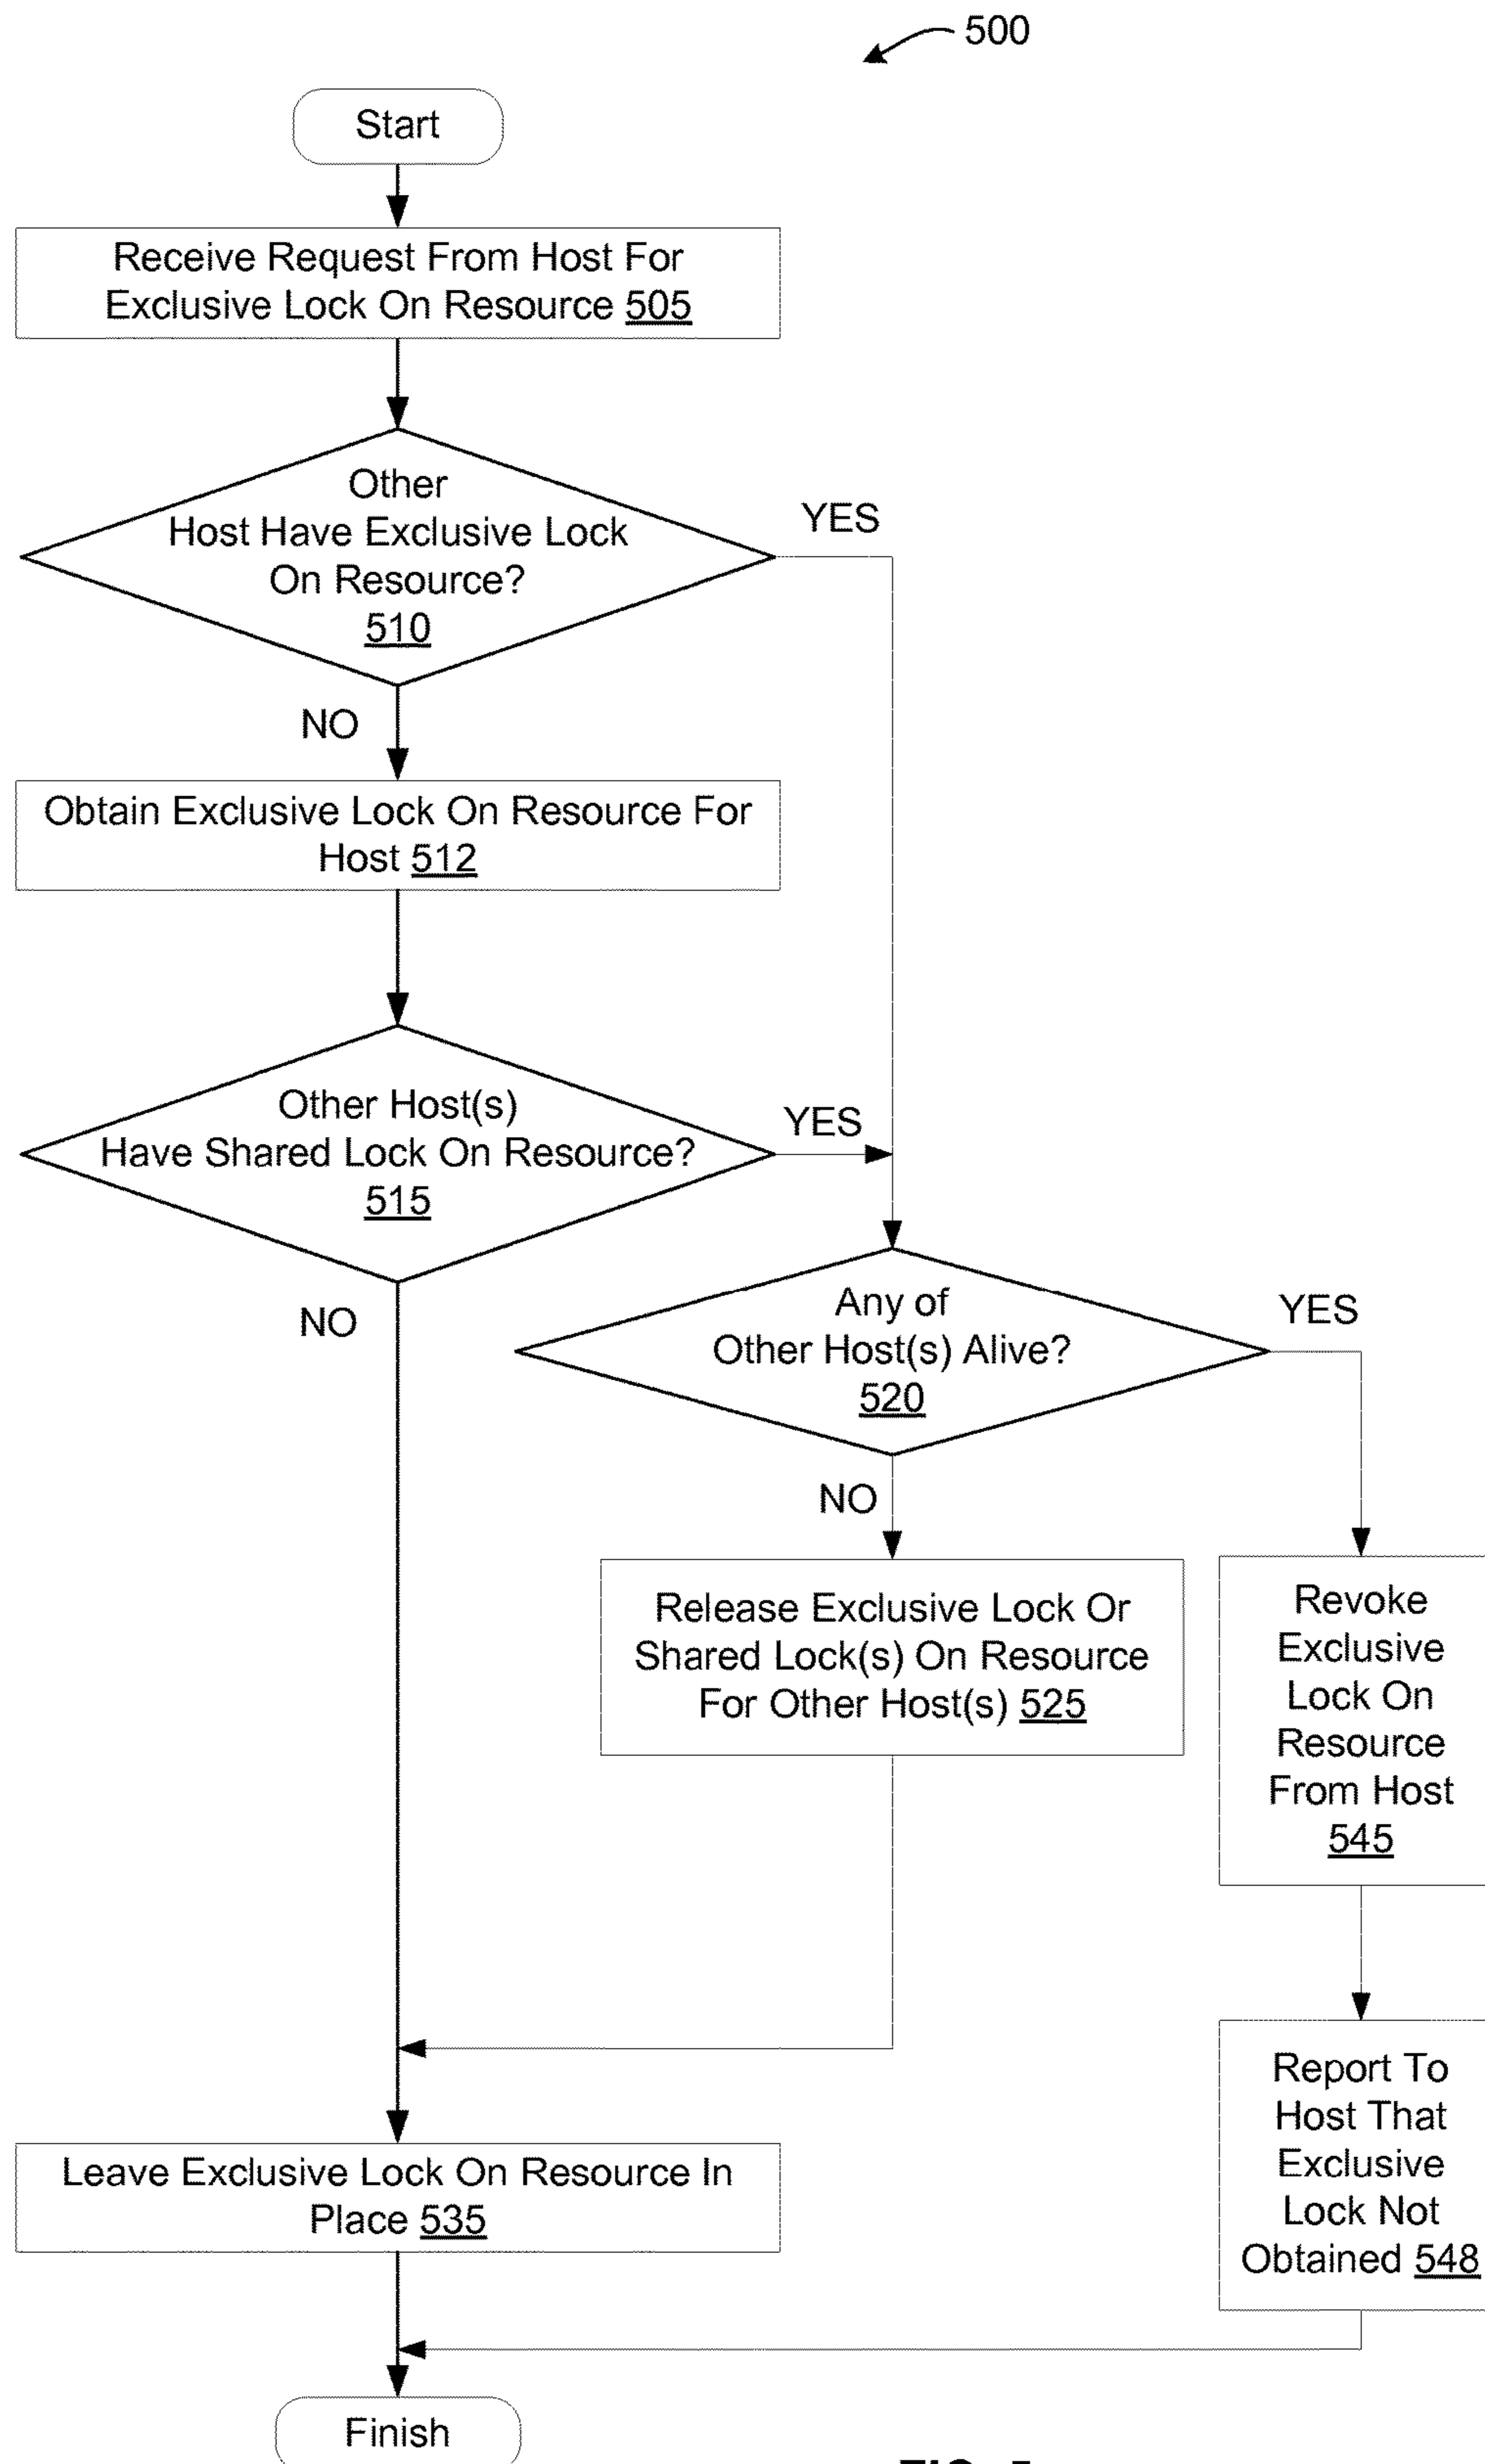 500
Start
Receive Request From Host For
Exclusive Lock On Resource 505
Other
Host Have Exclusive Lock
On Resource?
510
YES
NO
Obtain Exclusive Lock On Resource For
Host 512
Other Host(s)
Have Shared Lock On Resource?
515
YES
NO
Any of
Other Host(s) Alive?
520
YES
NO
Release Exclusive Lock Or
Shared Lock(s) On Resource
For Other Host(s) 525
Revoke
Exclusive
Lock On
Resource
From Host
545
Report To
Host That
Exclusive
Lock Not
Obtained 548
Leave Exclusive Lock On Resource In
Place 535
Finish